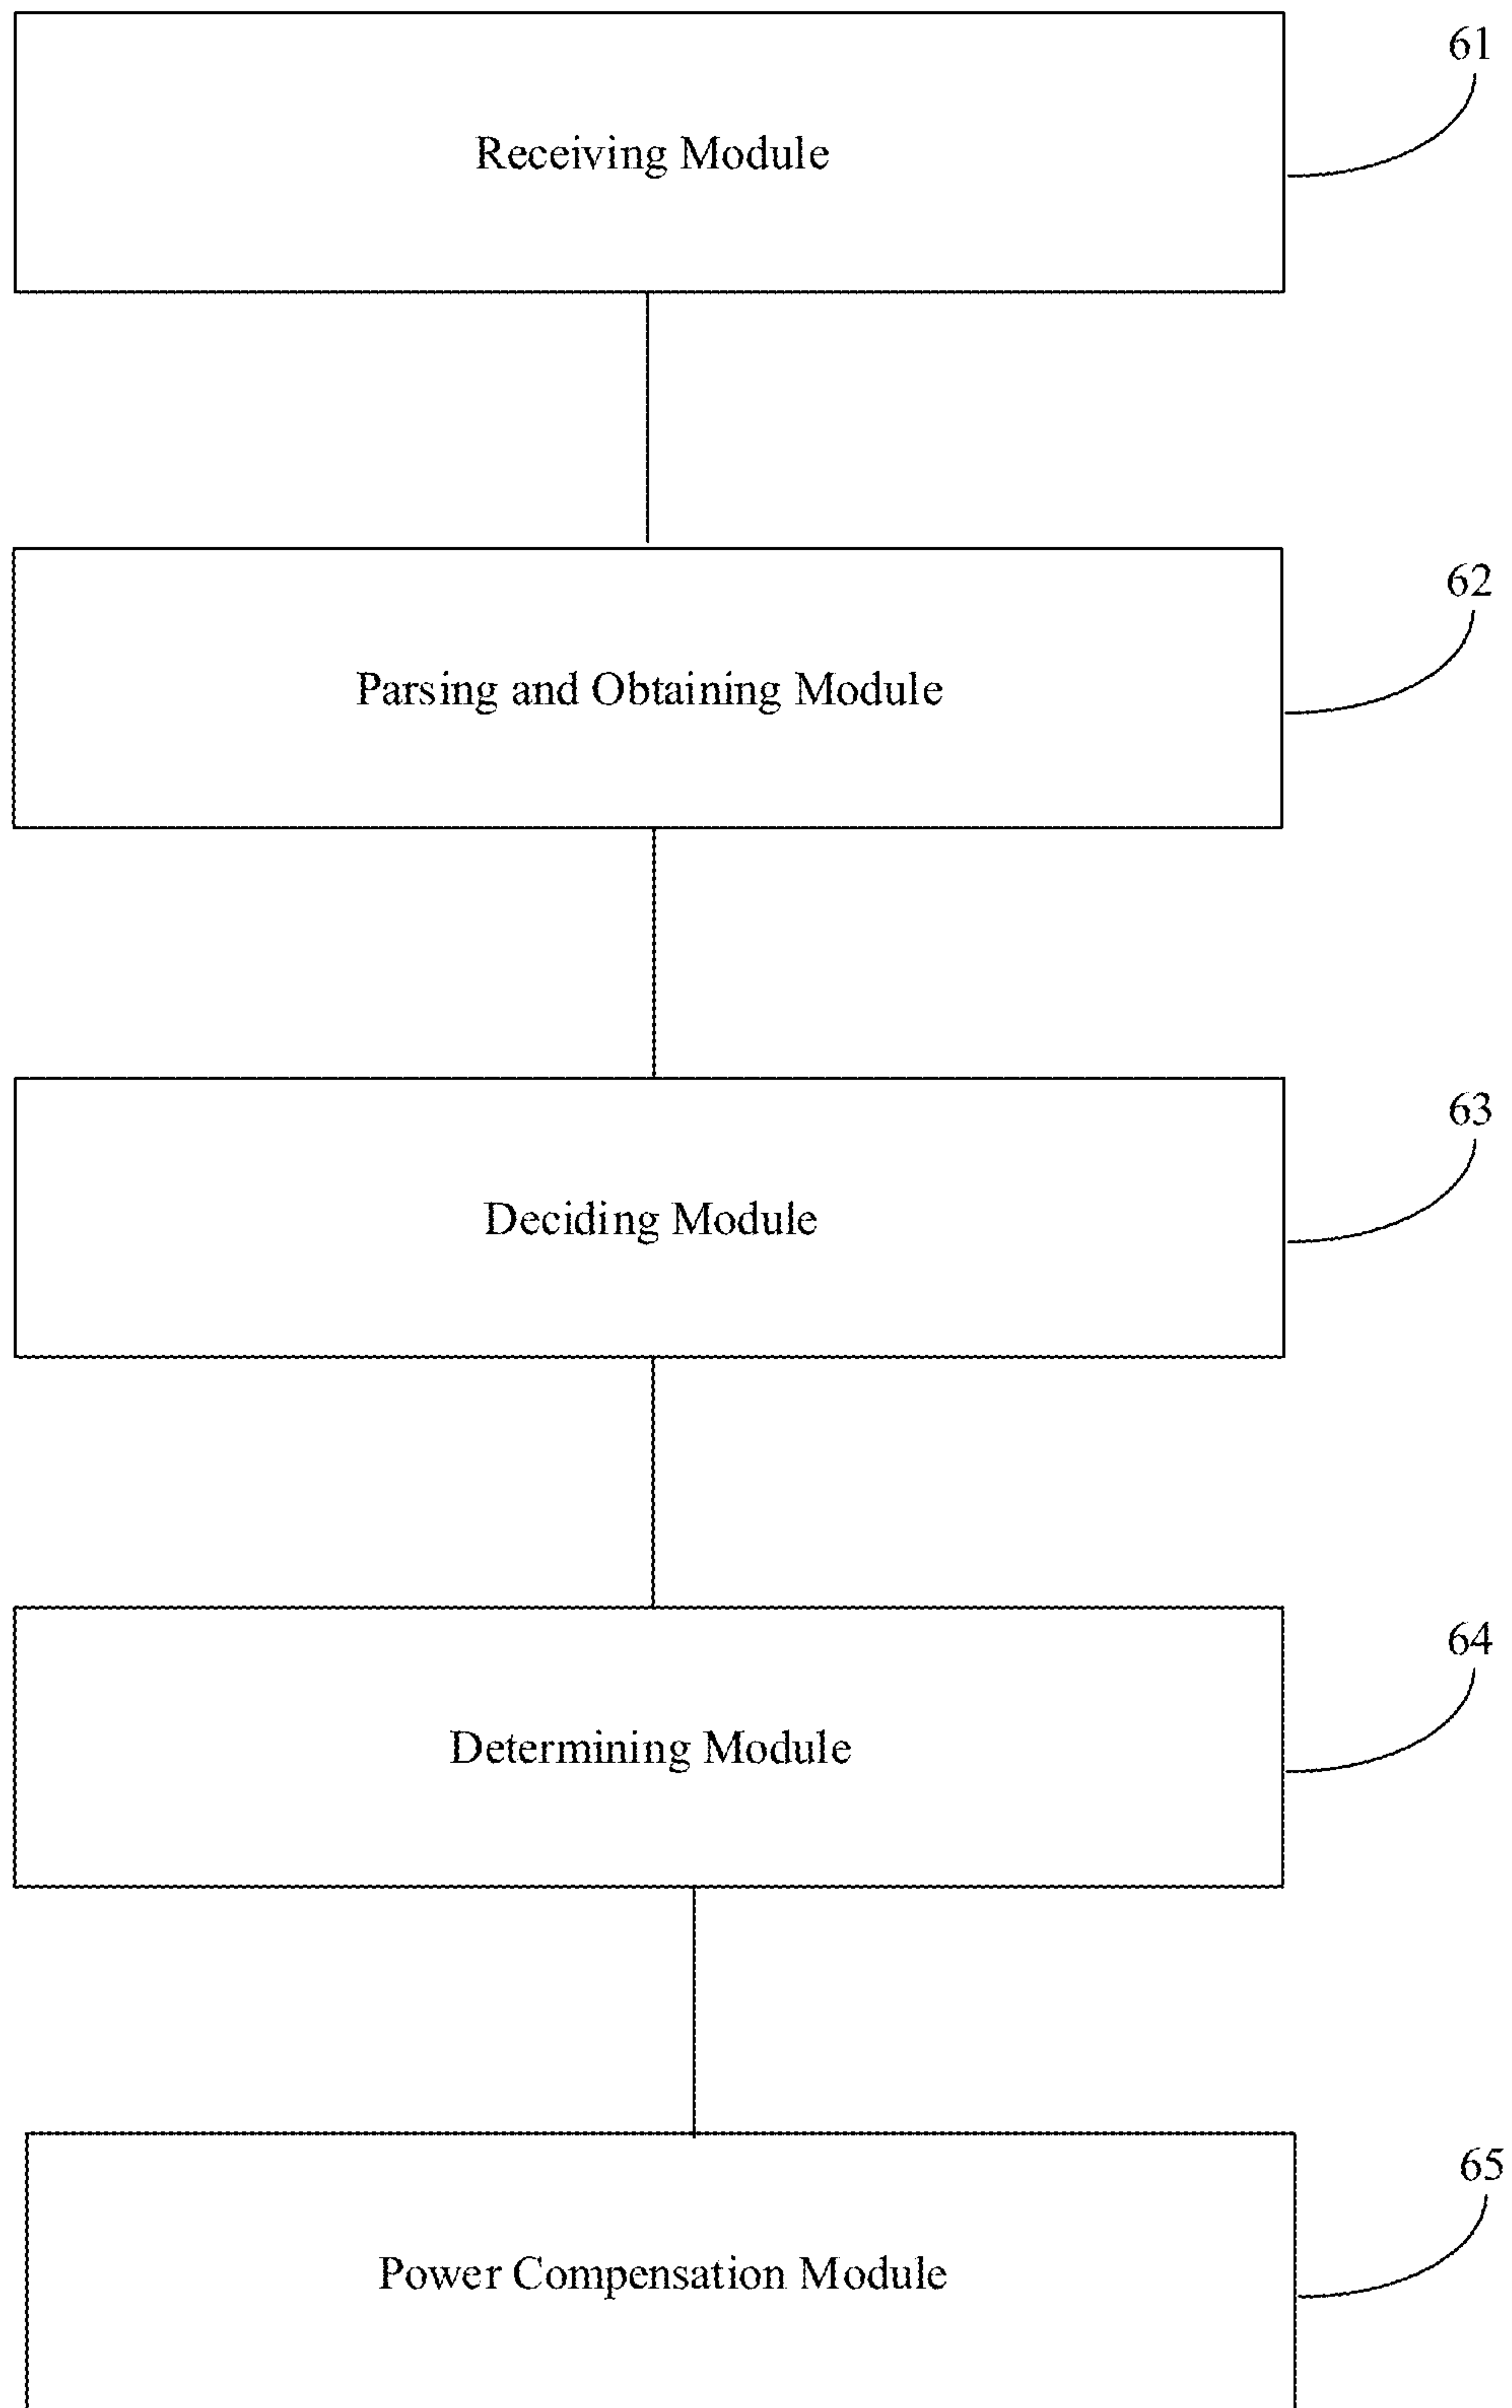 61
Receiving Module
62
Parsing and Obtaining Module
63
Deciding Module
64
Determining Module
65
Power Compensation Module